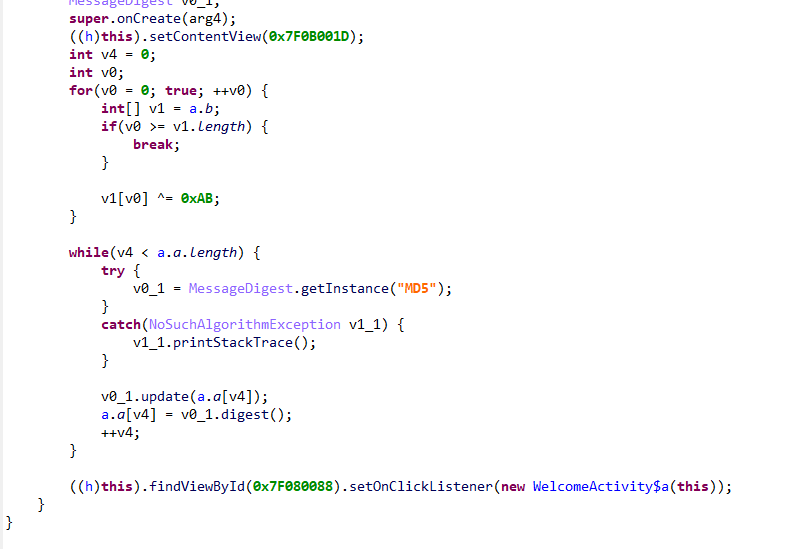 MessageDigest v0_1;
super.onCreate(arg4);
((h)this).setContentView(0x7F0B001D);
int v4 = 0;
int v0;
for(v0 = 0; true; ++v0) {
int[] v1 = a.b;
if(v0 >= v1.length) {
break;
}
v1[v0] ^= 0xAB;
}
while(v4 < a.a.length) {
try {
v0_1 = MessageDigest.getInstance("MD5");
}
catch(NoSuchAlgorithmException v1_1) {
v1_1.printStackTrace();
}
v0_1.update(a.a[v4]);
a.a[v4] = v0_1.digest();
++v4;
}
((h)this).findViewById(0x7F080088).setOnClickListener(new WelcomeActivity$a(this));
}
}